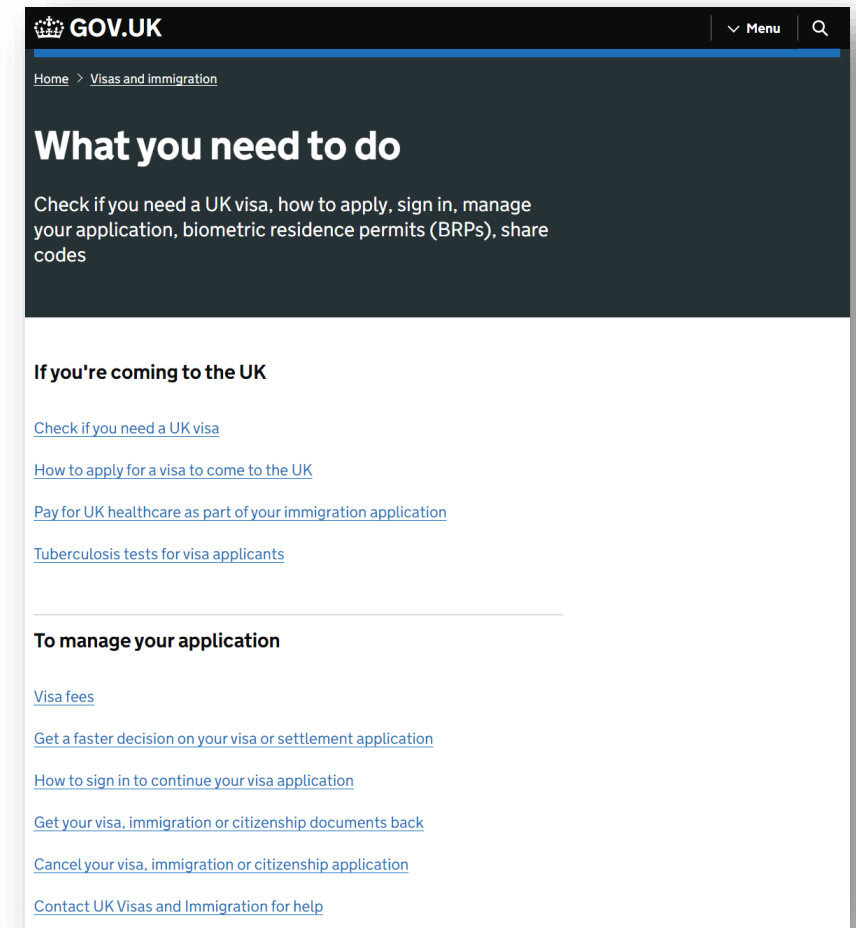 GOV.UK
Menu
Home > Visas and immigration
What you need to do
Check if you need a UK visa, how to apply, sign in, manage
your application, biometric residence permits (BRPs), share
codes
If you're coming to the UK
Check if you need a UK visa
How to apply for a visa to come to the UK
Pay for UK healthcare as part of your immigration application
Tuberculosis tests for visa applicants
To manage your application
Visa fees
Get a faster decision on your visa or settlement application
How to sign in to continue your visa application
Get your visa, immigration or citizenship documents back
Cancel your visa, immigration or citizenship application
Contact UK Visas and Immigration for help